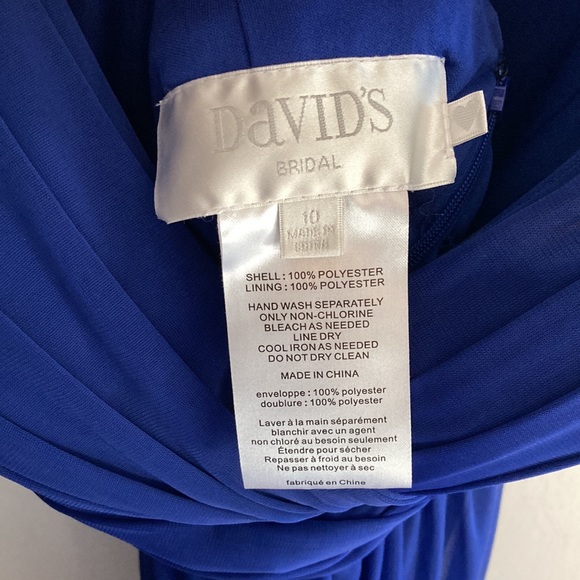 DaVID'S
BRIDAL
10
MADE IN
CHINA
SHELL : 100% POLYESTER
LINING : 100% POLYESTER
HAND WASH SEPARATELY
ONLY NON-CHLORINE
BLEACH AS NEEDED
LINE DRY
COOL IRON AS NEEDED
DO NOT DRY CLEAN
MADE IN CHINA
enveloppe : 100% polyester
doublure : 100% polyester
Laver à la main séparément
blanchir avec un agent
non chloré au besoin seulement
Étendre pour sécher
Repasser à froid au besoin
Ne pas nettoyer à sec
fabriqué en Chine